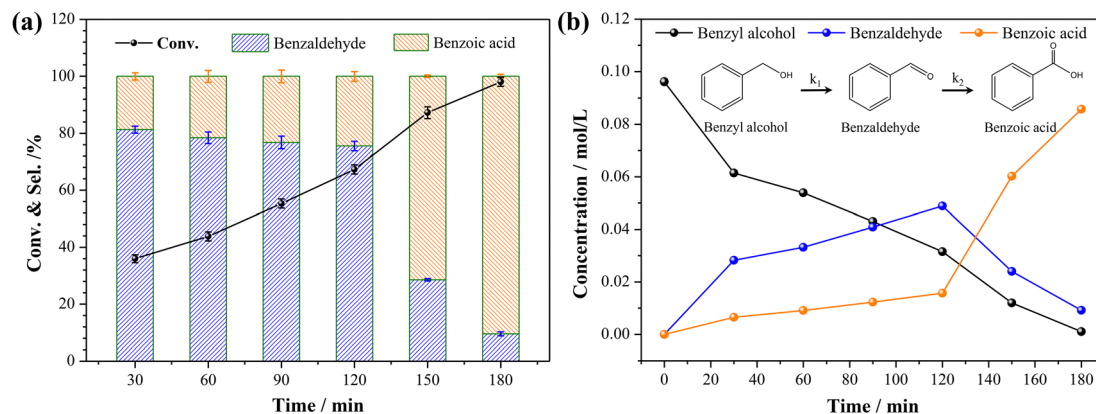 (a)
Conv.
Benzaldehyde
Benzoic acid
Conv. & Sel. /%
120
100
80
60
40
20
0
30 60 90 120 150 180
Time / min
(b)
Benzyl alcohol
Benzaldehyde
Benzoic acid
OH
k1
O
k2
O
OH
Benzyl alcohol
Benzaldehyde
Benzoic acid
Concentration / mol/L
0.12
0.10
0.08
0.06
0.04
0.02
0.00
0 20 40 60 80 100 120 140 160 180
Time / min